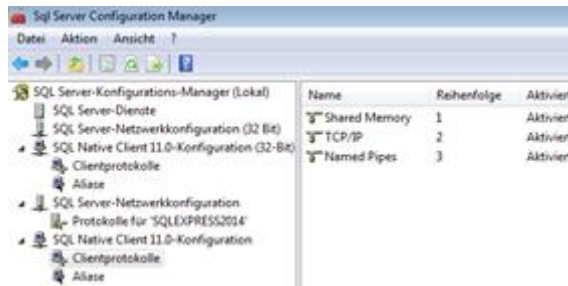 Sql Server Configuration Manager
Datei Aktion Ansicht ?
SQL Server-Konfigurations-Manager (Lokal)
SQL Server-Dienste
SQL Server-Netzwerkkonfiguration (32 Bit)
SQL Native Client 11.0-Konfiguration (32-Bit)
Clientprotokolle
Aliase
SQL Server-Netzwerkkonfiguration
Protokolle für 'SQLEXPRESS2014'
SQL Native Client 11.0-Konfiguration
Clientprotokolle
Aliase
Name Reihenfolge Aktivier
Shared Memory 1 Aktivier
TCP/IP 2 Aktivier
Named Pipes 3 Aktivier